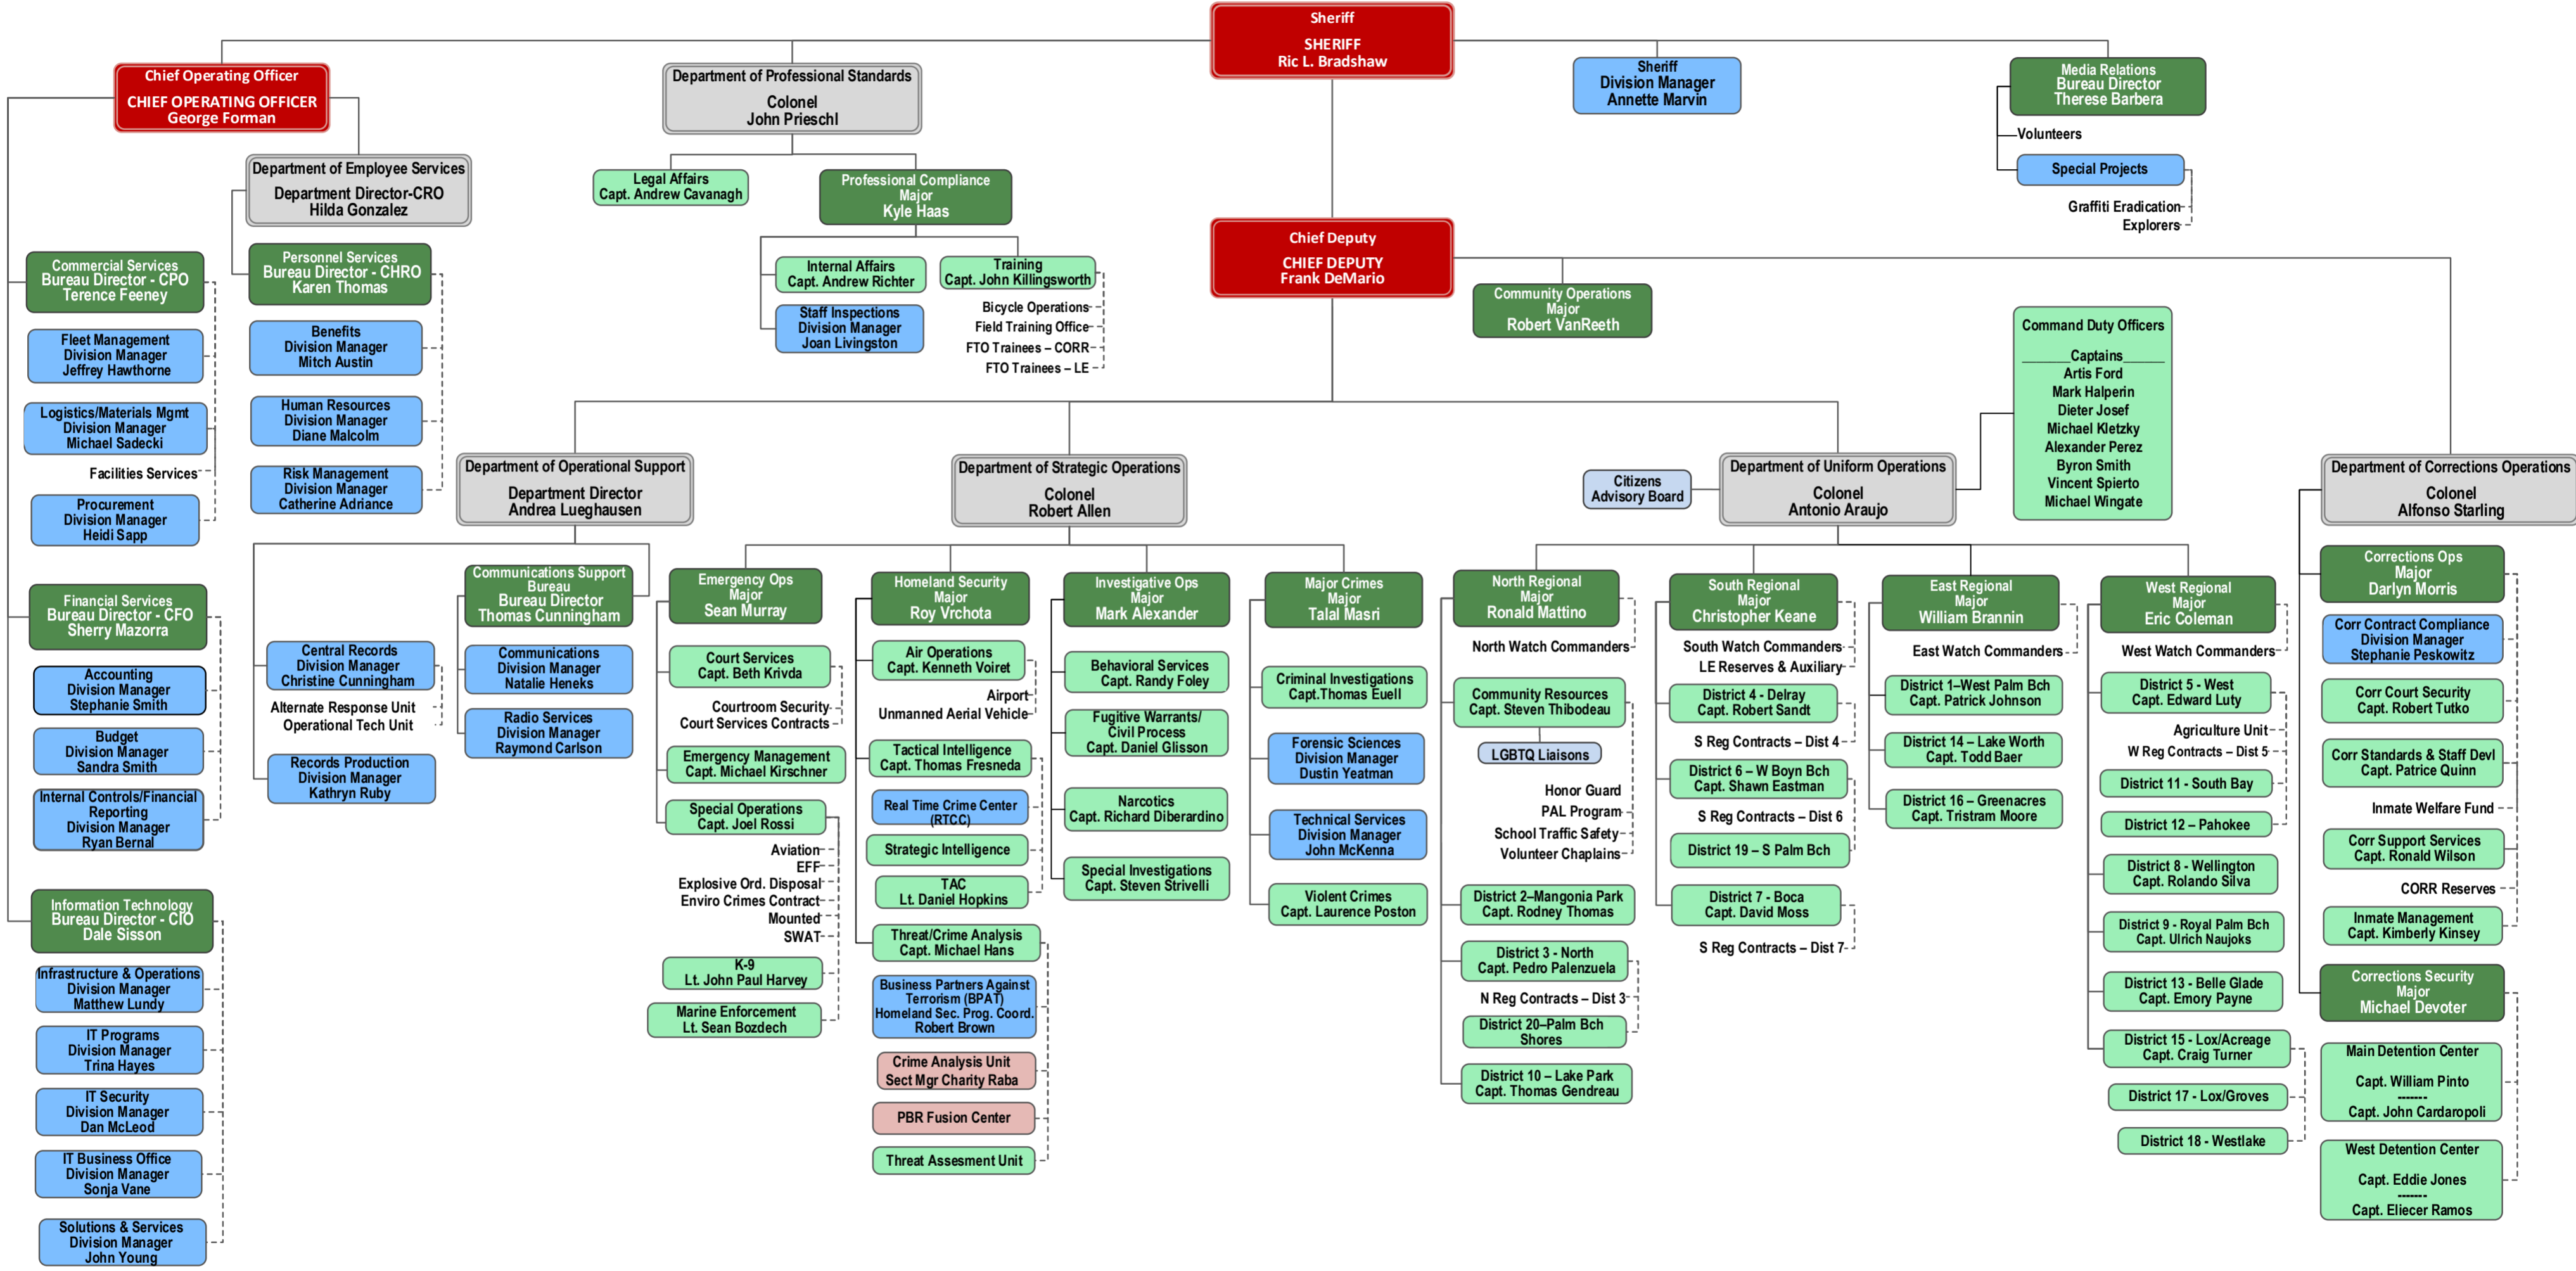 Sheriff
SHERIFF
Ric L. Bradshaw
Chief Operating Officer
CHIEF OPERATING OFFICER
George Forman
Department of Professional Standards
Colonel
John Prieschl
Sheriff
Division Manager
Annette Marvin
Media Relations
Bureau Director
Therese Barbera
Volunteers
Special Projects
Graffiti Eradication
Explorers
Department of Employee Services
Department Director-CRO
Hilda Gonzalez
Legal Affairs
Capt. Andrew Cavanagh
Professional Compliance
Major
Kyle Haas
Internal Affairs
Capt. Andrew Richter
Staff Inspections
Division Manager
Joan Livingston
Training
Capt. John Killingsworth
Bicycle Operations
Field Training Office
FTO Trainees – CORR
FTO Trainees – LE
Chief Deputy
CHIEF DEPUTY
Frank DeMario
Community Operations
Major
Robert VanReeth
Commercial Services
Bureau Director - CPO
Terence Feeney
Fleet Management
Division Manager
Jeffrey Hawthorne
Logistics/Materials Mgmt
Division Manager
Michael Sadecki
Facilities Services
Procurement
Division Manager
Heidi Sapp
Personnel Services
Bureau Director - CHRO
Karen Thomas
Benefits
Division Manager
Mitch Austin
Human Resources
Division Manager
Diane Malcolm
Risk Management
Division Manager
Catherine Adriance
Financial Services
Bureau Director - CFO
Sherry Mazorra
Accounting
Division Manager
Stephanie Smith
Budget
Division Manager
Sandra Smith
Internal Controls/Financial
Reporting
Division Manager
Ryan Bernal
Information Technology
Bureau Director - CIO
Dale Sisson
Infrastructure & Operations
Division Manager
Matthew Lundy
IT Programs
Division Manager
Trina Hayes
IT Security
Division Manager
Dan McLeod
IT Business Office
Division Manager
Sonja Vane
Solutions & Services
Division Manager
John Young
Command Duty Officers
______Captains_____
Artis Ford
Mark Halperin
Dieter Josef
Michael Kletzky
Alexander Perez
Byron Smith
Vincent Spierto
Michael Wingate
Department of Operational Support
Department Director
Andrea Lueghausen
Central Records
Division Manager
Christine Cunningham
Alternate Response Unit
Operational Tech Unit
Records Production
Division Manager
Kathryn Ruby
Communications Support
Bureau
Bureau Director
Thomas Cunningham
Communications
Division Manager
Natalie Heneks
Radio Services
Division Manager
Raymond Carlson
Department of Strategic Operations
Colonel
Robert Allen
Emergency Ops
Major
Sean Murray
Court Services
Capt. Beth Krivda
Courtroom Security
Court Services Contracts
Emergency Management
Capt. Michael Kirschner
Special Operations
Capt. Joel Rossi
Aviation
EFF
Explosive Ord. Disposal
Enviro Crimes Contract
Mounted
SWAT
K-9
Lt. John Paul Harvey
Marine Enforcement
Lt. Sean Bozdech
Homeland Security
Major
Roy Vrchota
Air Operations
Capt. Kenneth Voiret
Airport
Unmanned Aerial Vehicle
Tactical Intelligence
Capt. Thomas Fresneda
Real Time Crime Center
(RTCC)
Strategic Intelligence
TAC
Lt. Daniel Hopkins
Threat/Crime Analysis
Capt. Michael Hans
Business Partners Against
Terrorism (BPAT)
Homeland Sec. Prog. Coord.
Robert Brown
Crime Analysis Unit
Sect Mgr Charity Raba
PBR Fusion Center
Threat Assesment Unit
Investigative Ops
Major
Mark Alexander
Behavioral Services
Capt. Randy Foley
Fugitive Warrants/
Civil Process
Capt. Daniel Glisson
Narcotics
Capt. Richard Diberardino
Special Investigations
Capt. Steven Strivelli
Major Crimes
Major
Talal Masri
Criminal Investigations
Capt.Thomas Euell
Forensic Sciences
Division Manager
Dustin Yeatman
Technical Services
Division Manager
John McKenna
Violent Crimes
Capt. Laurence Poston
Citizens
Advisory Board
Department of Uniform Operations
Colonel
Antonio Araujo
North Regional
Major
Ronald Mattino
North Watch Commanders
Community Resources
Capt. Steven Thibodeau
LGBTQ Liaisons
Honor Guard
PAL Program
School Traffic Safety
Volunteer Chaplains
District 2–Mangonia Park
Capt. Rodney Thomas
District 3 - North
Capt. Pedro Palenzuela
N Reg Contracts – Dist 3
District 20–Palm Bch
Shores
District 10 – Lake Park
Capt. Thomas Gendreau
South Regional
Major
Christopher Keane
South Watch Commanders
LE Reserves & Auxiliary
District 4 - Delray
Capt. Robert Sandt
S Reg Contracts – Dist 4
District 6 – W Boyn Bch
Capt. Shawn Eastman
S Reg Contracts – Dist 6
District 19 – S Palm Bch
District 7 - Boca
Capt. David Moss
S Reg Contracts – Dist 7
East Regional
Major
William Brannin
East Watch Commanders
District 1–West Palm Bch
Capt. Patrick Johnson
District 14 – Lake Worth
Capt. Todd Baer
District 16 – Greenacres
Capt. Tristram Moore
West Regional
Major
Eric Coleman
West Watch Commanders
District 5 - West
Capt. Edward Luty
Agriculture Unit
W Reg Contracts – Dist 5
District 11 - South Bay
District 12 – Pahokee
District 8 - Wellington
Capt. Rolando Silva
District 9 - Royal Palm Bch
Capt. Ulrich Naujoks
District 13 - Belle Glade
Capt. Emory Payne
District 15 - Lox/Acreage
Capt. Craig Turner
District 17 - Lox/Groves
District 18 - Westlake
Department of Corrections Operations
Colonel
Alfonso Starling
Corrections Ops
Major
Darlyn Morris
Corr Contract Compliance
Division Manager
Stephanie Peskowitz
Corr Court Security
Capt. Robert Tutko
Corr Standards & Staff Devl
Capt. Patrice Quinn
Inmate Welfare Fund
Corr Support Services
Capt. Ronald Wilson
CORR Reserves
Inmate Management
Capt. Kimberly Kinsey
Corrections Security
Major
Michael Devoter
Main Detention Center
Capt. William Pinto
-------
Capt. John Cardaropoli
West Detention Center
Capt. Eddie Jones
-------
Capt. Eliecer Ramos